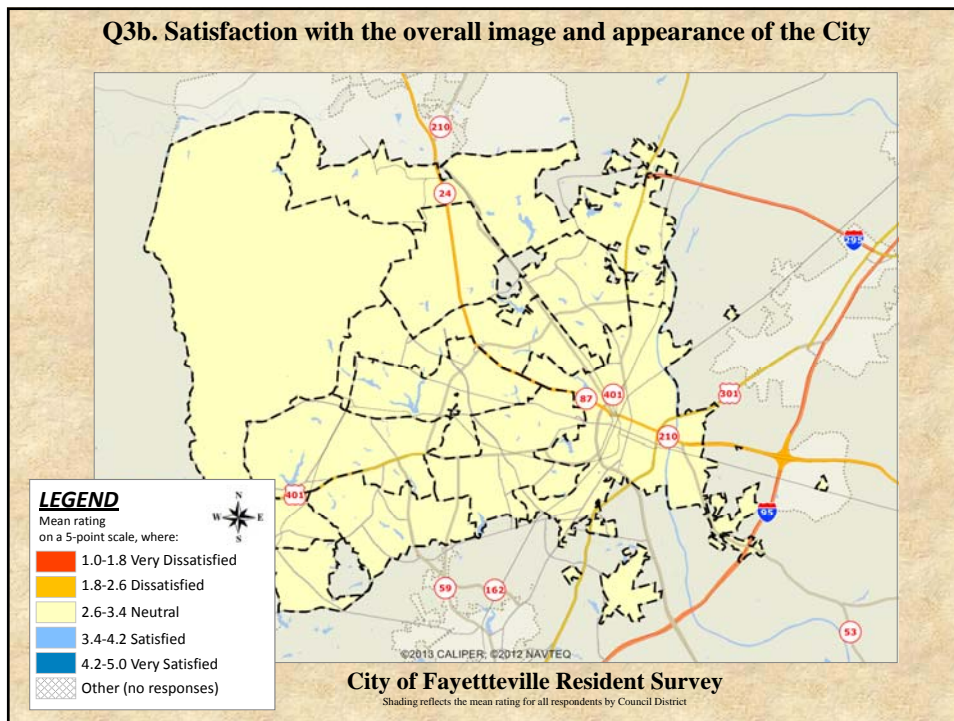 Q3b. Satisfaction with the overall image and appearance of the City
210
24
295
301
87
401
210
401
95
59
162
53
LEGEND
N
W E
S
Mean rating
on a 5-point scale, where:
1.0-1.8 Very Dissatisfied
1.8-2.6 Dissatisfied
2.6-3.4 Neutral
3.4-4.2 Satisfied
4.2-5.0 Very Satisfied
Other (no responses)
©2013 CALIPER; ©2012 NAVTEQ
City of Fayettteville Resident Survey
Shading reflects the mean rating for all respondents by Council District